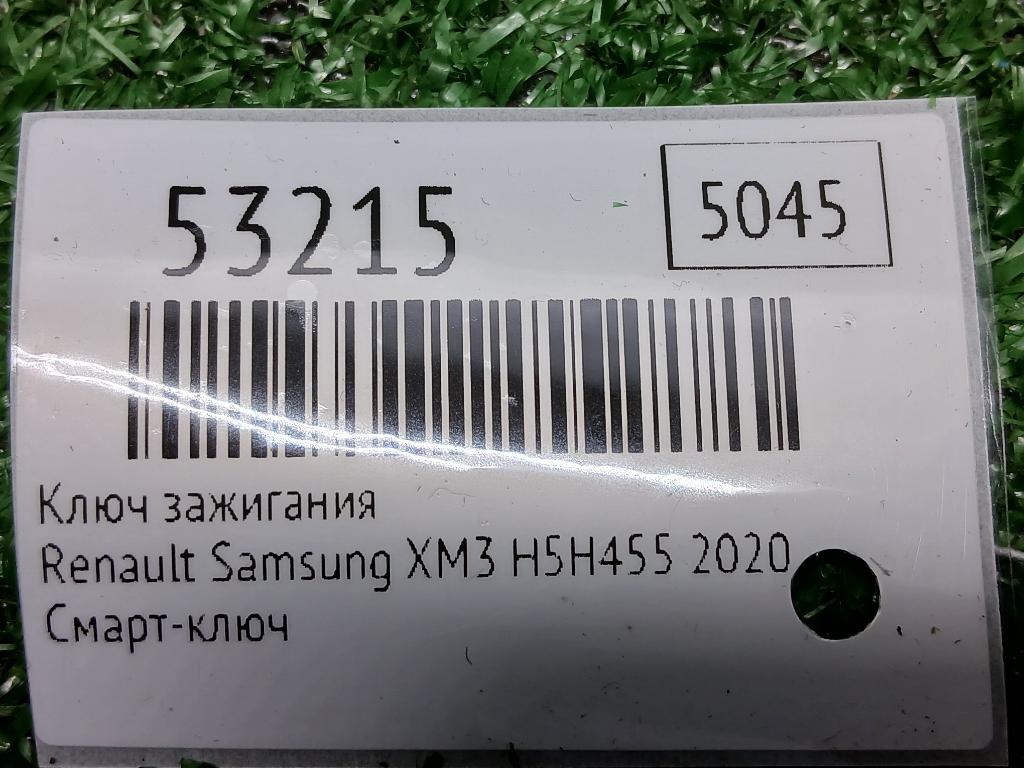 53215
5045
Ключ зажигания
Renault Samsung XM3 H5H455 2020
Смарт-ключ